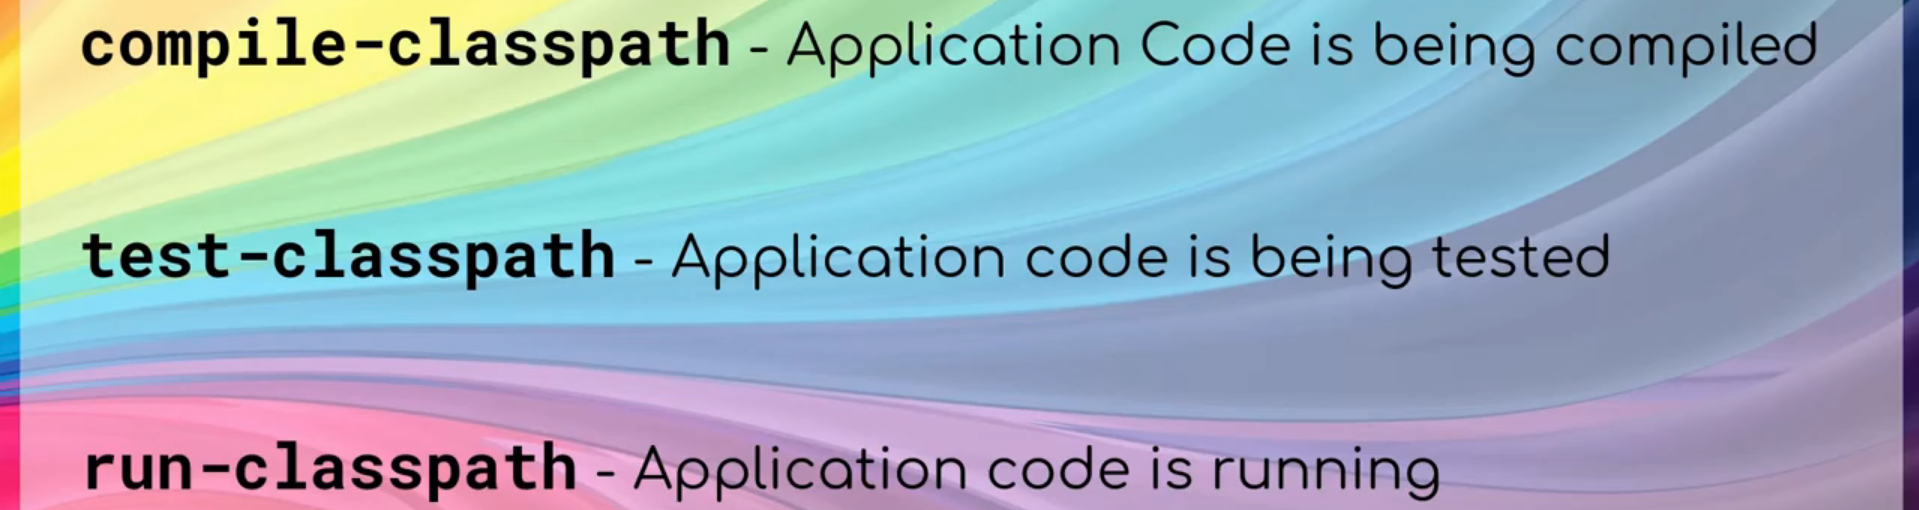 compile-classpath - Application Code is being compiled
test-classpath - Application code is being tested
run-classpath - Application code is running